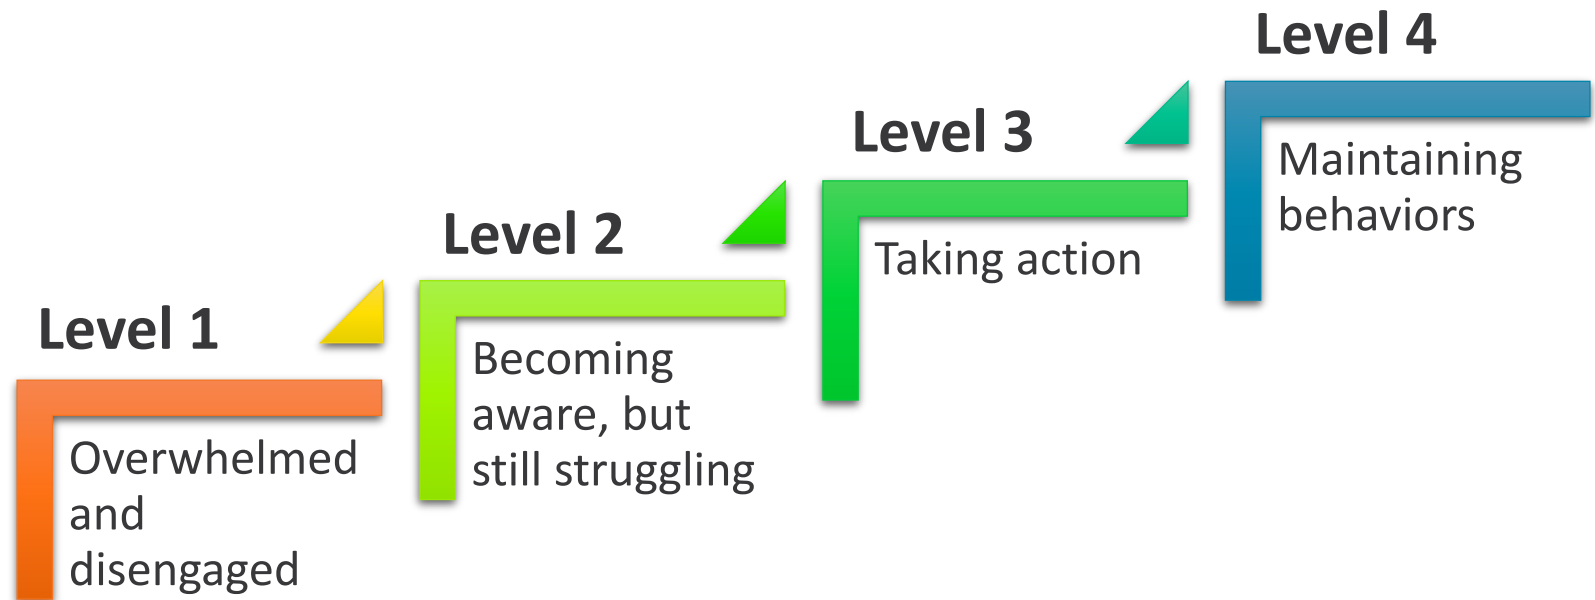 Level 1
Overwhelmed
and
disengaged
Level 2
Becoming
aware, but
still struggling
Level 3
Taking action
Level 4
Maintaining
behaviors